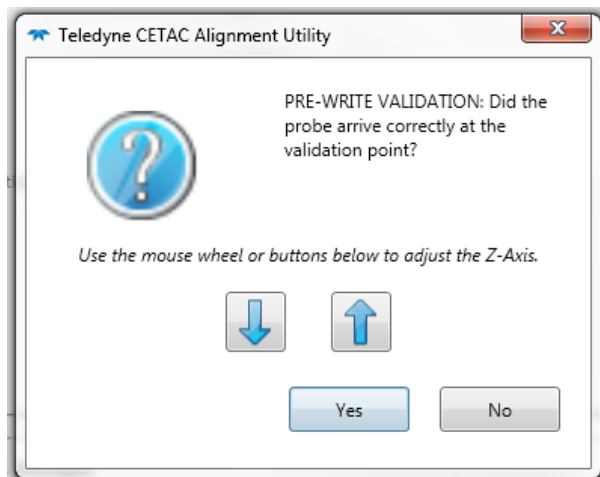 Teledyne CETAC Alignment Utility
PRE-WRITE VALIDATION: Did the
probe arrive correctly at the
validation point?
Use the mouse wheel or buttons below to adjust the Z-Axis.
Yes
No